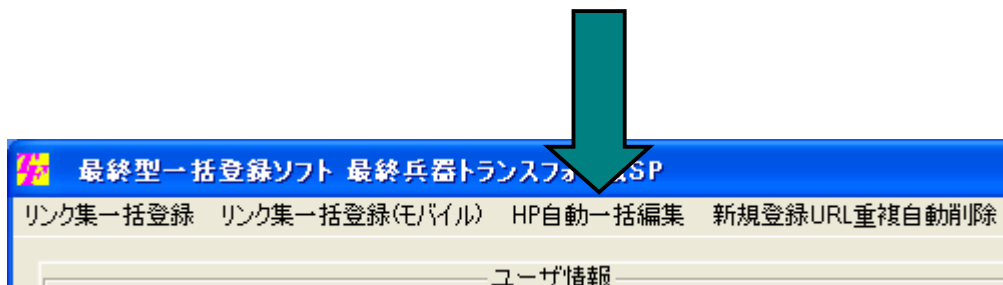 最終型一括登録ソフト 最終兵器トランスフォ SP
リンク集一括登録 リンク集一括登録(モバイル) HP自動一括編集 新規登録URL重複自動削除
ユーザ情報